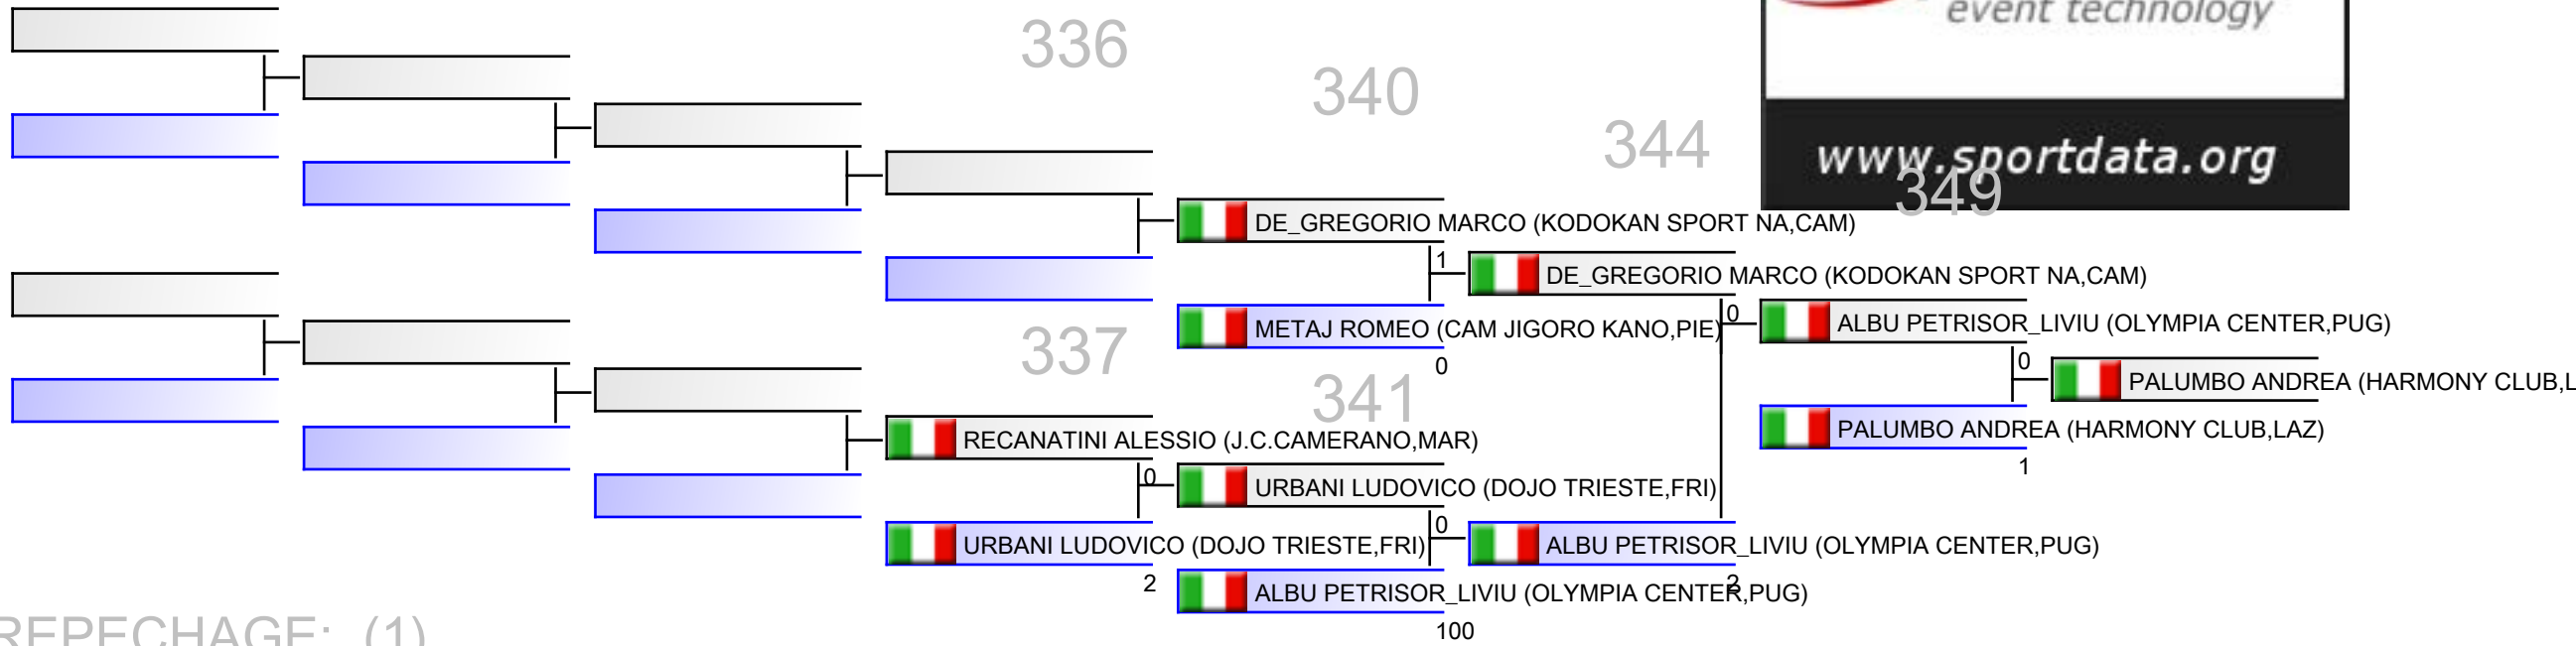 event technology
336
340
344
www.sportdata.org
349
DE_GREGORIO MARCO (KODOKAN SPORT NA,CAM)
1
DE_GREGORIO MARCO (KODOKAN SPORT NA,CAM)
METAJ ROMEO (CAM JIGORO KANO,PIE)
0
0
ALBU PETRISOR_LIVIU (OLYMPIA CENTER,PUG)
337
0
PALUMBO ANDREA (HARMONY CLUB,L
341
PALUMBO ANDREA (HARMONY CLUB,LAZ)
1
RECANATINI ALESSIO (J.C.CAMERANO,MAR)
0
URBANI LUDOVICO (DOJO TRIESTE,FRI)
0
URBANI LUDOVICO (DOJO TRIESTE,FRI)
2
ALBU PETRISOR_LIVIU (OLYMPIA CENTER,PUG)
2
ALBU PETRISOR_LIVIU (OLYMPIA CENTER,PUG)
100
REPECHAGE: (1)